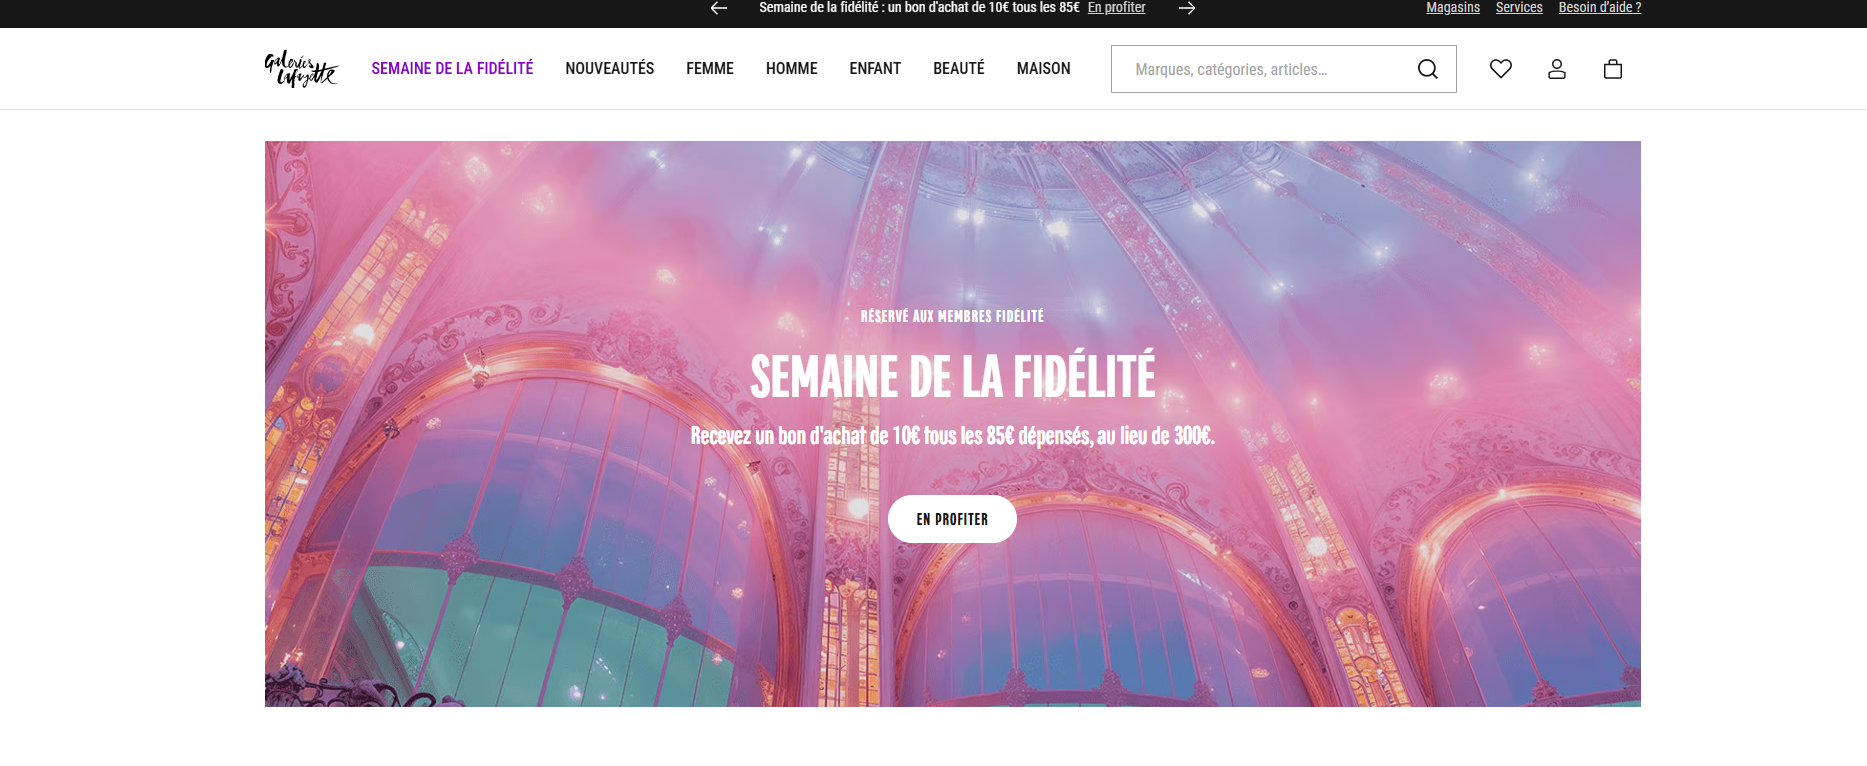 Semaine de la fidélité : un bon d'achat de 10€ tous les 85€ En profiter
Magasins Services Besoin d'aide ?
Galeries Lafayette
SEMAINE DE LA FIDÉLITÉ NOUVEAUTÉS FEMME HOMME ENFANT BEAUTÉ MAISON
Marques, catégories, articles...
RÉSERVÉ AUX MEMBRES FIDÉLITÉ
SEMAINE DE LA FIDÉLITÉ
Recevez un bon d'achat de 10€ tous les 85€ dépensés, au lieu de 300€.
EN PROFITER